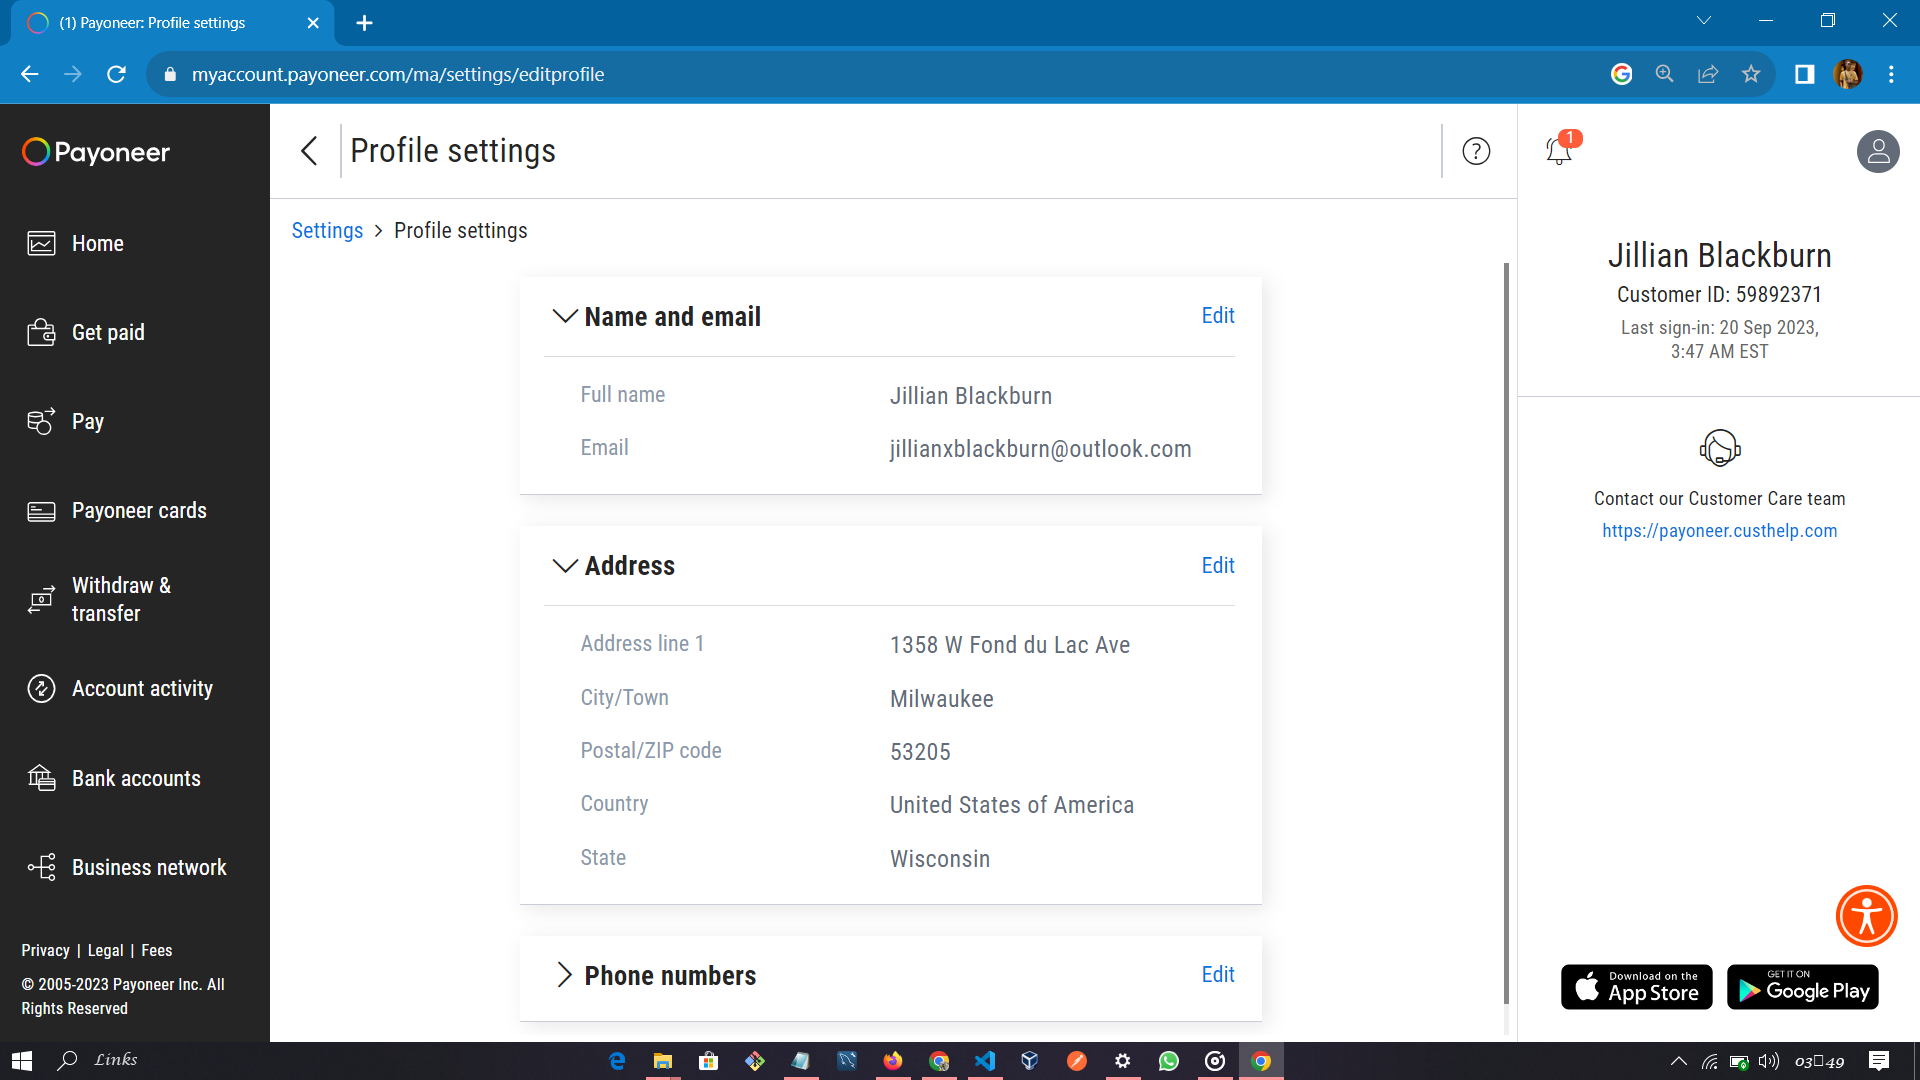 (1) Payoneer: Profile settings
myaccount.payoneer.com/ma/settings/editprofile
Payoneer
Home
Get paid
Pay
Payoneer cards
Withdraw &
transfer
Account activity
Bank accounts
Business network
Privacy | Legal | Fees
© 2005-2023 Payoneer Inc. All
Rights Reserved
Profile settings
Settings > Profile settings
Name and email
Edit
Full name
Jillian Blackburn
Email
jillianxblackburn@outlook.com
Address
Edit
Address line 1
1358 W Fond du Lac Ave
City/Town
Milwaukee
Postal/ZIP code
53205
Country
United States of America
State
Wisconsin
Phone numbers
Edit
1
Jillian Blackburn
Customer ID: 59892371
Last sign-in: 20 Sep 2023,
3:47 AM EST
Contact our Customer Care team
https://payoneer.custhelp.com
Download on the
App Store
GET IT ON
Google Play
Links
03□49